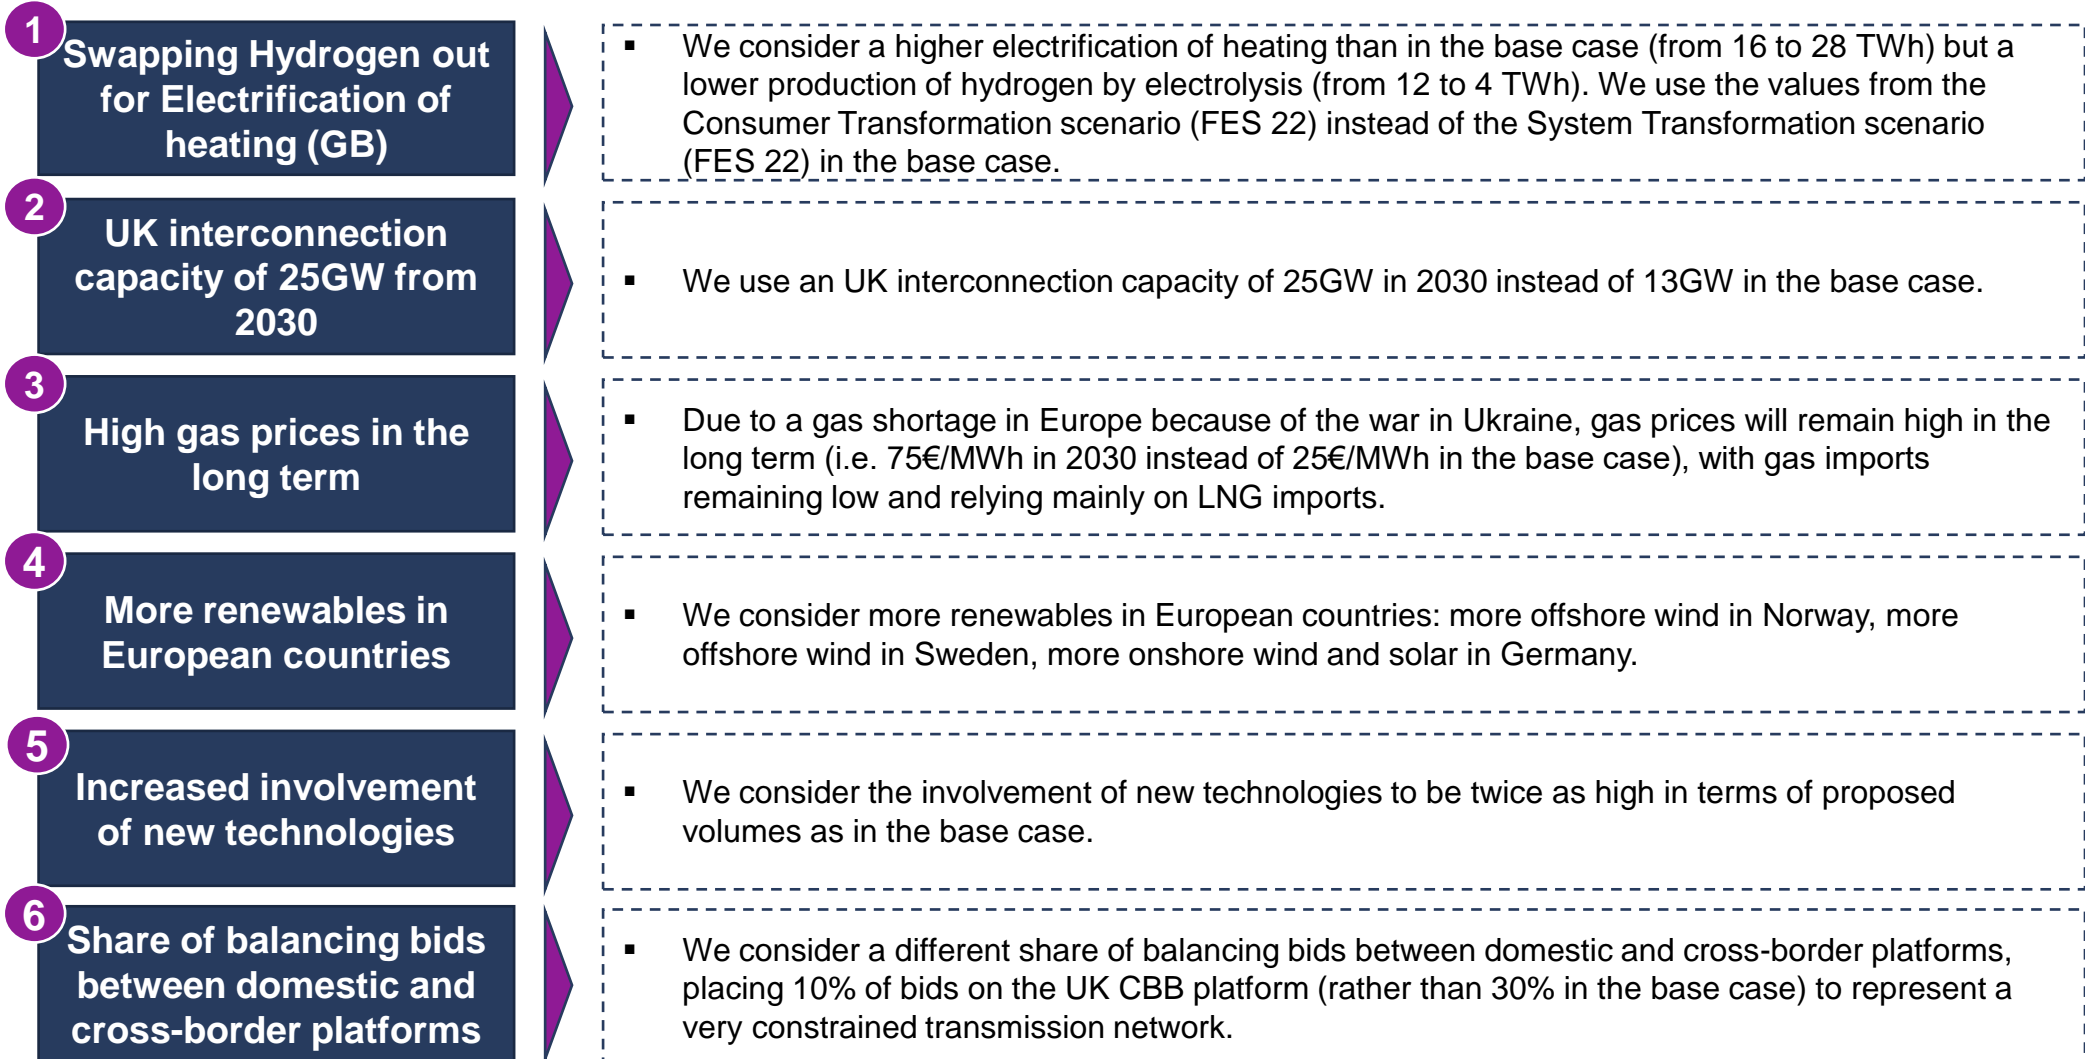 1
Swapping Hydrogen out
for Electrification of
heating (GB)
▪ We consider a higher electrification of heating than in the base case (from 16 to 28 TWh) but a
lower production of hydrogen by electrolysis (from 12 to 4 TWh). We use the values from the
Consumer Transformation scenario (FES 22) instead of the System Transformation scenario
(FES 22) in the base case.
2
UK interconnection
capacity of 25GW from
2030
▪ We use an UK interconnection capacity of 25GW in 2030 instead of 13GW in the base case.
3
High gas prices in the
long term
▪ Due to a gas shortage in Europe because of the war in Ukraine, gas prices will remain high in the
long term (i.e. 75€/MWh in 2030 instead of 25€/MWh in the base case), with gas imports
remaining low and relying mainly on LNG imports.
4
More renewables in
European countries
▪ We consider more renewables in European countries: more offshore wind in Norway, more
offshore wind in Sweden, more onshore wind and solar in Germany.
5
Increased involvement
of new technologies
▪ We consider the involvement of new technologies to be twice as high in terms of proposed
volumes as in the base case.
6
Share of balancing bids
between domestic and
cross-border platforms
▪ We consider a different share of balancing bids between domestic and cross-border platforms,
placing 10% of bids on the UK CBB platform (rather than 30% in the base case) to represent a
very constrained transmission network.